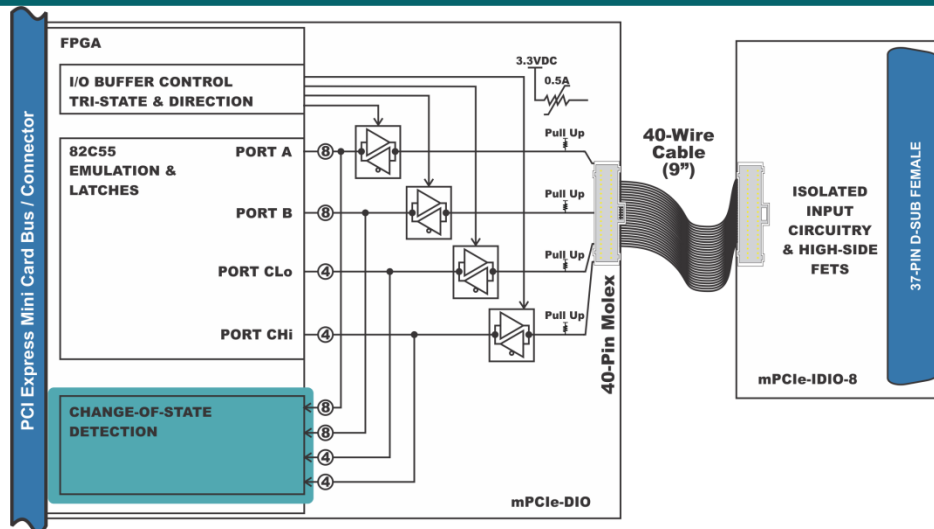 PCI Express Mini Card Bus / Connector
FPGA
I/O BUFFER CONTROL
TRI-STATE & DIRECTION
82C55
EMULATION &
LATCHES
PORT A
8
PORT B
8
PORT CLo
4
PORT CHi
4
CHANGE-OF-STATE
DETECTION
8
8
4
4
3.3VDC
0.5A
Pull Up
Pull Up
Pull Up
Pull Up
40-Pin Molex
mPCIe-DIO
40-Wire
Cable
(9”)
ISOLATED
INPUT
CIRCUITRY
& HIGH-SIDE
FETS
37-PIN D-SUB FEMALE
mPCIe-IDIO-8